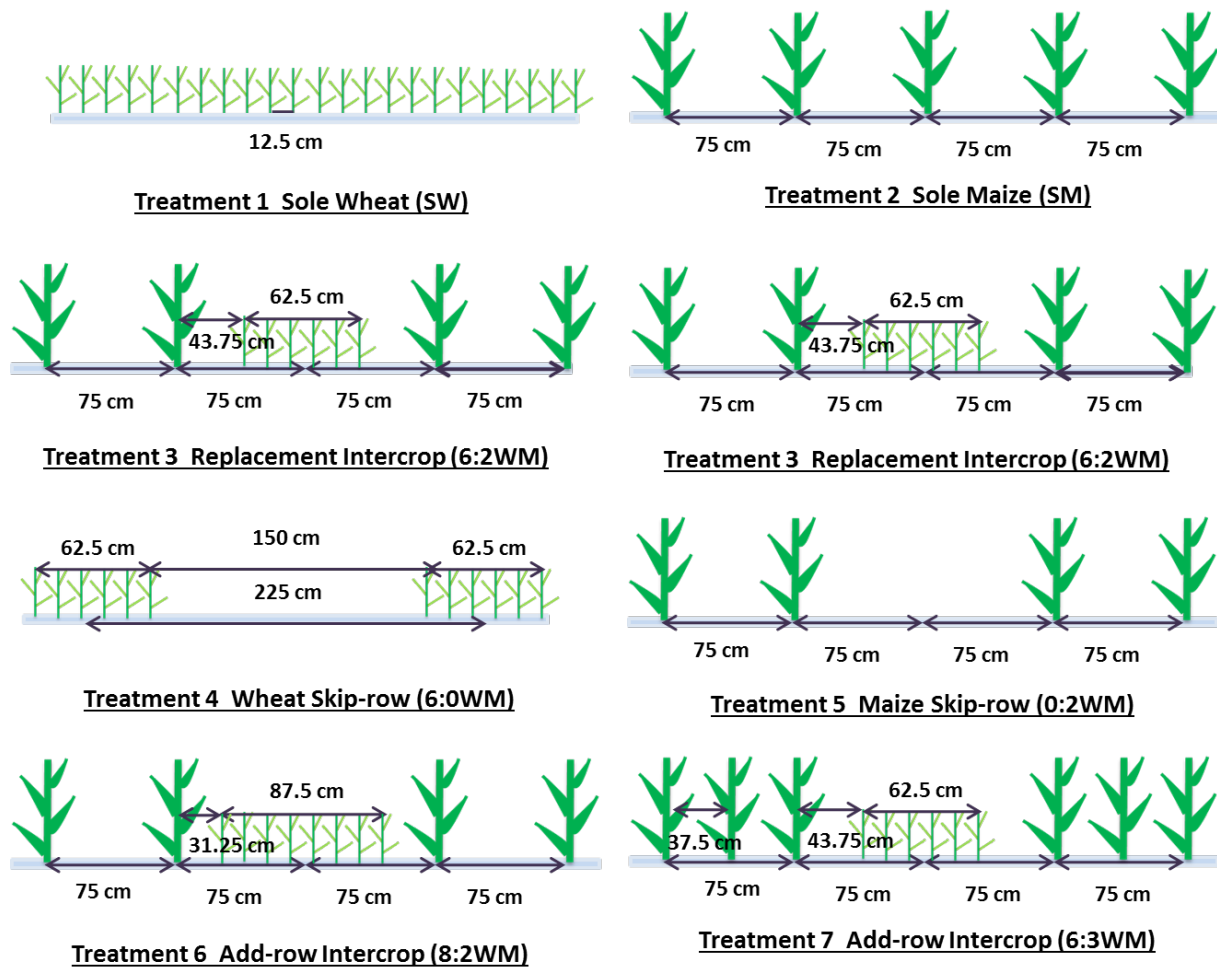 12.5 cm
Treatment 1 Sole Wheat (SW)
75 cm 75 cm 75 cm 75 cm
Treatment 2 Sole Maize (SM)
62.5 cm
43.75 cm
75 cm 75 cm 75 cm 75 cm
Treatment 3 Replacement Intercrop (6:2WM)
62.5 cm
43.75 cm
75 cm 75 cm 75 cm 75 cm
Treatment 3 Replacement Intercrop (6:2WM)
62.5 cm 150 cm 62.5 cm
225 cm
Treatment 4 Wheat Skip-row (6:0WM)
75 cm 75 cm 75 cm 75 cm
Treatment 5 Maize Skip-row (0:2WM)
87.5 cm
31.25 cm
75 cm 75 cm 75 cm 75 cm
Treatment 6 Add-row Intercrop (8:2WM)
62.5 cm
37.5 cm 43.75 cm
75 cm 75 cm 75 cm 75 cm
Treatment 7 Add-row Intercrop (6:3WM)